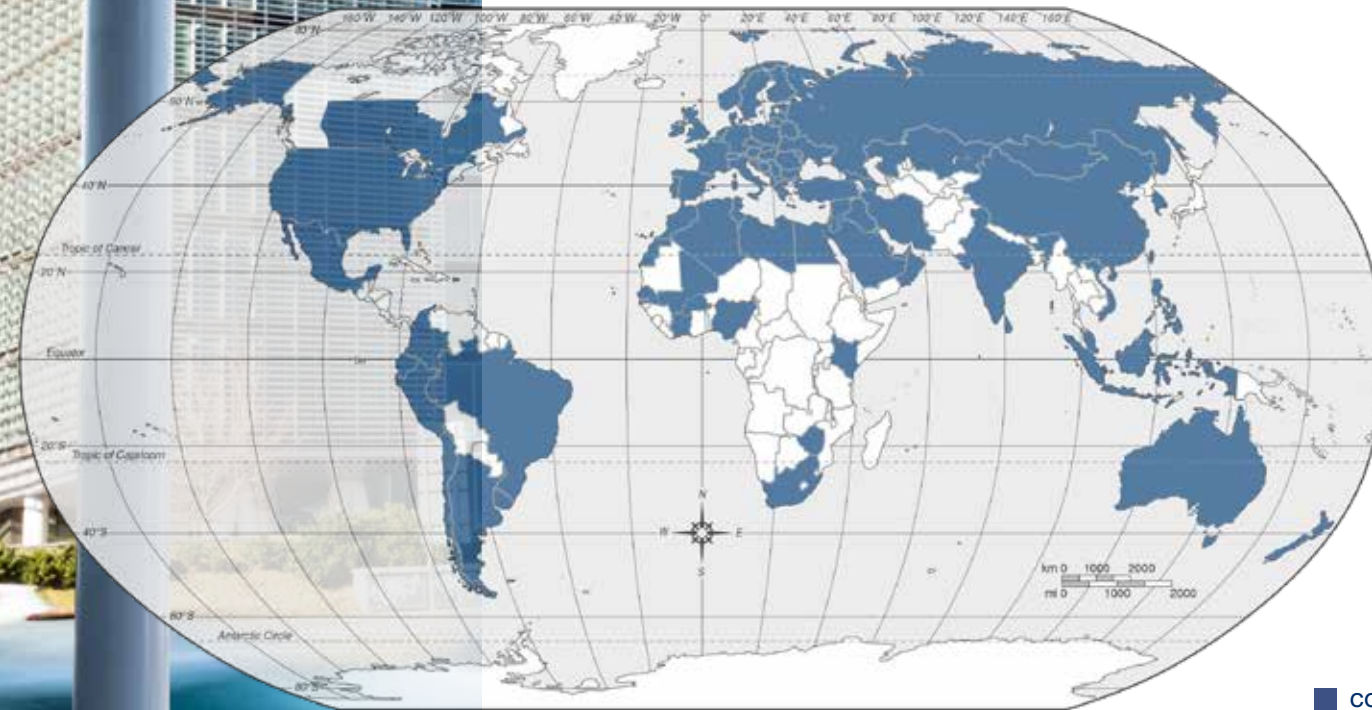 160°W 140°W 120°W 100°W 80°W 60°W 40°W 20°W 0° 20°E 40°E 60°E 80°E 100°E 120°E 140°E 160°E
80°N
60°N
40°N
Tropic of Cancer
20°N
Equator
20°S
Tropic of Capricorn
N
40°S
W E
S
km 0 1000 2000
mi 0 1000 2000
60°S
Antarctic Circle
80°S